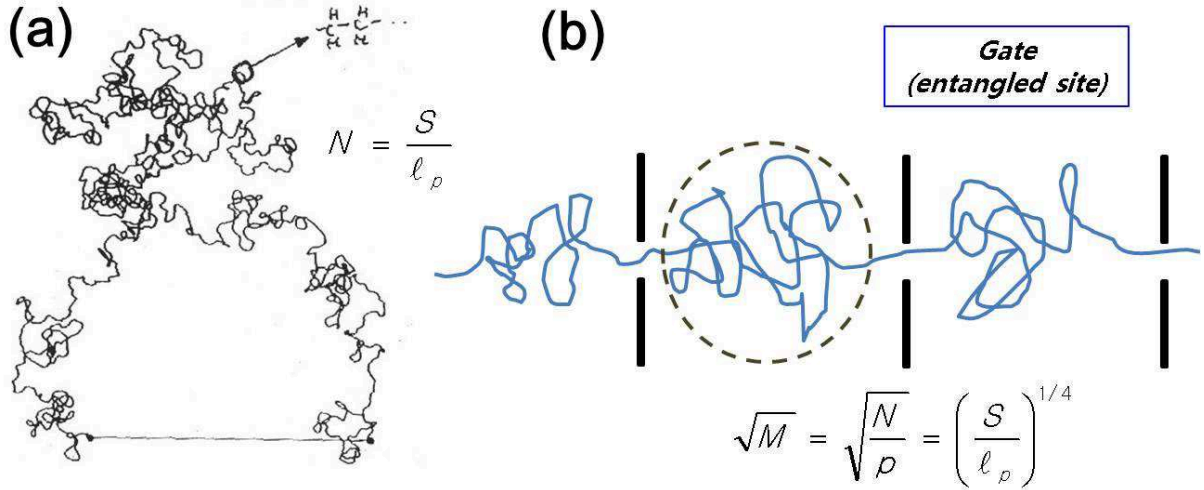 (a)
H H
-C-C-...
H H
N = S / ℓ_p
(b)
Gate
(entangled site)
√M = √(N/p) = (S/ℓ_p)^{1/4}